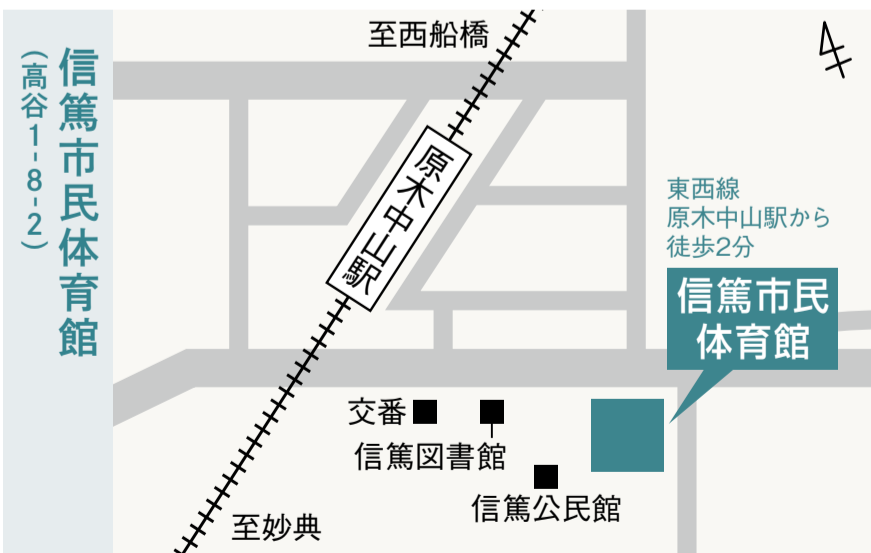 信篤市民体育館
(高谷1-8-2)
至西船橋
4
原木中山駅
東西線
原木中山駅から
徒歩2分
信篤市民
体育館
交番
信篤図書館
信篤公民館
至妙典